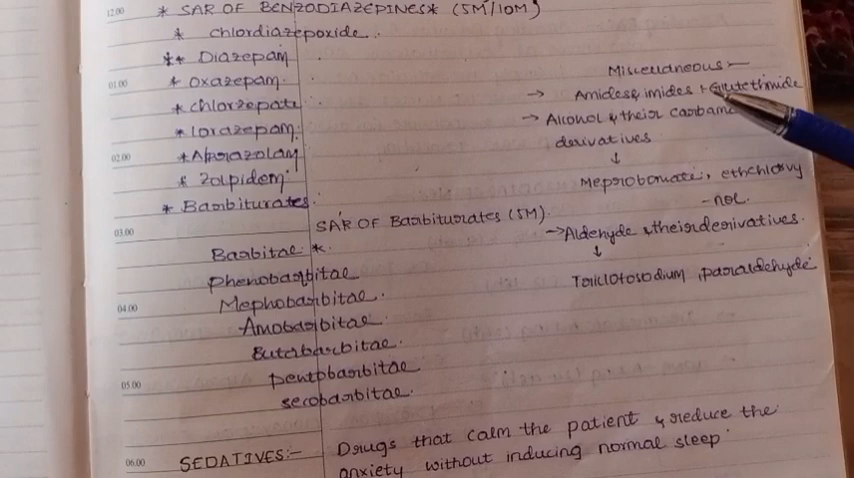 12.00
* SAR OF BENZODIAZEPINES* (5M/10M)
* chlordiazepoxide.
** Diazepam
01.00
* Oxazepam.
* chlorzepate
* lorazepam.
02.00
* Alprazolam
* Zolpidem
* Barbiturates.
03.00
SAR OF Barbiturates (5M).
Barbital *.
Phenobarbital
04.00
Mephobarbital.
Amobarbital.
Butabarbital.
05.00
pentobarbital
secobarbital.
Miscellaneous :-
→ Amides & imides :- Glutethimide
→ Alcohol & their carbama
derivatives
↓
Meprobomate, ethchlorvy
-nol.
→ Aldehyde & their derivatives.
↓
Triclofosodium, paraldehyde
06.00
SEDATIVES:- Drugs that calm the patient & reduce the
anxiety without inducing normal sleep